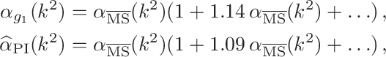 α_{g_1}(k^2) = α_{\overline{MS}}(k^2)(1 + 1.14 α_{\overline{MS}}(k^2) + …) ,
\widehat{α}_{PI}(k^2) = α_{\overline{MS}}(k^2)(1 + 1.09 α_{\overline{MS}}(k^2) + …) ,